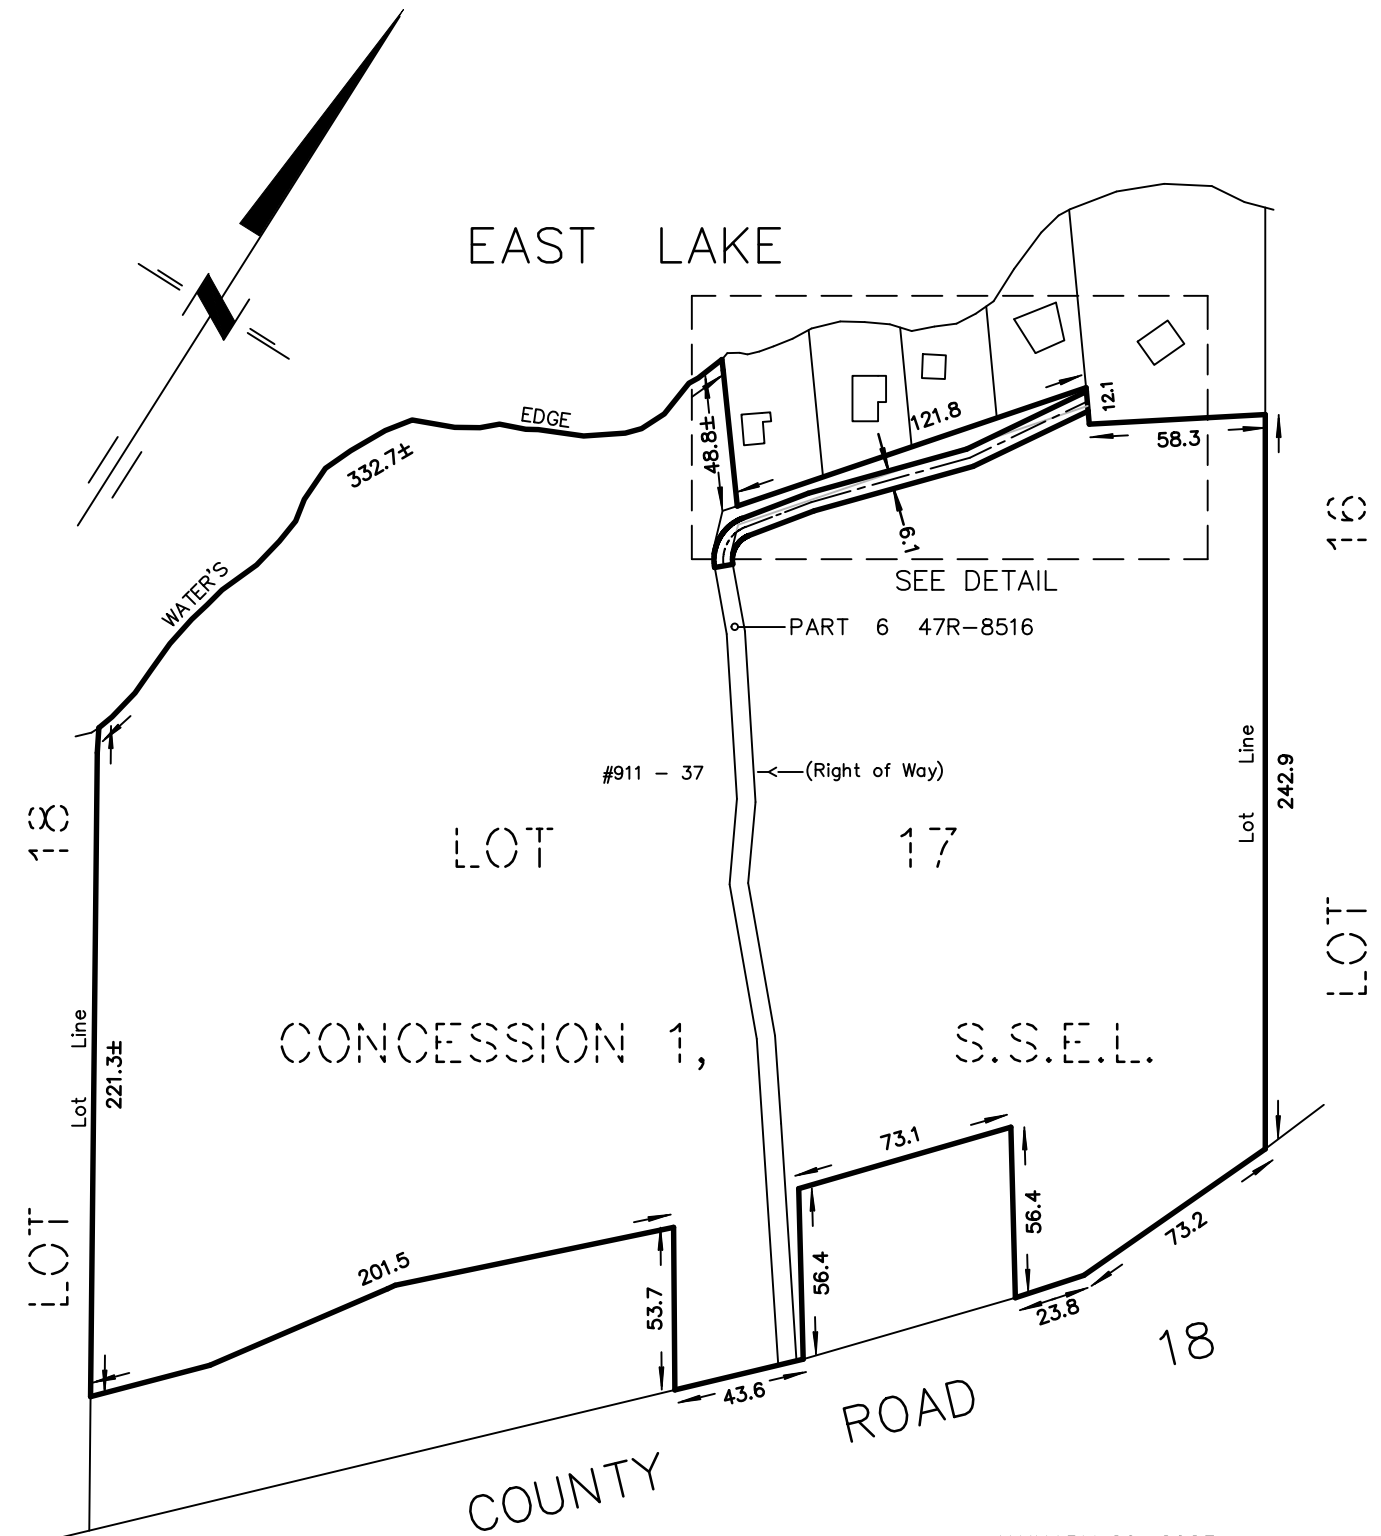 EAST LAKE
12.1
121.8
EDGE
48.8±
58.3
332.7±
LOT 16
6.1
SEE DETAIL
WATER'S
PART 6 47R-8516
Lot Line
242.9
#911 - 37
(Right of Way)
LOT 18
LOT 17
CONCESSION 1, S.S.E.L.
Lot Line
221.3±
73.1
56.4
56.4
73.2
201.5
53.7
23.8
43.6
COUNTY ROAD 18